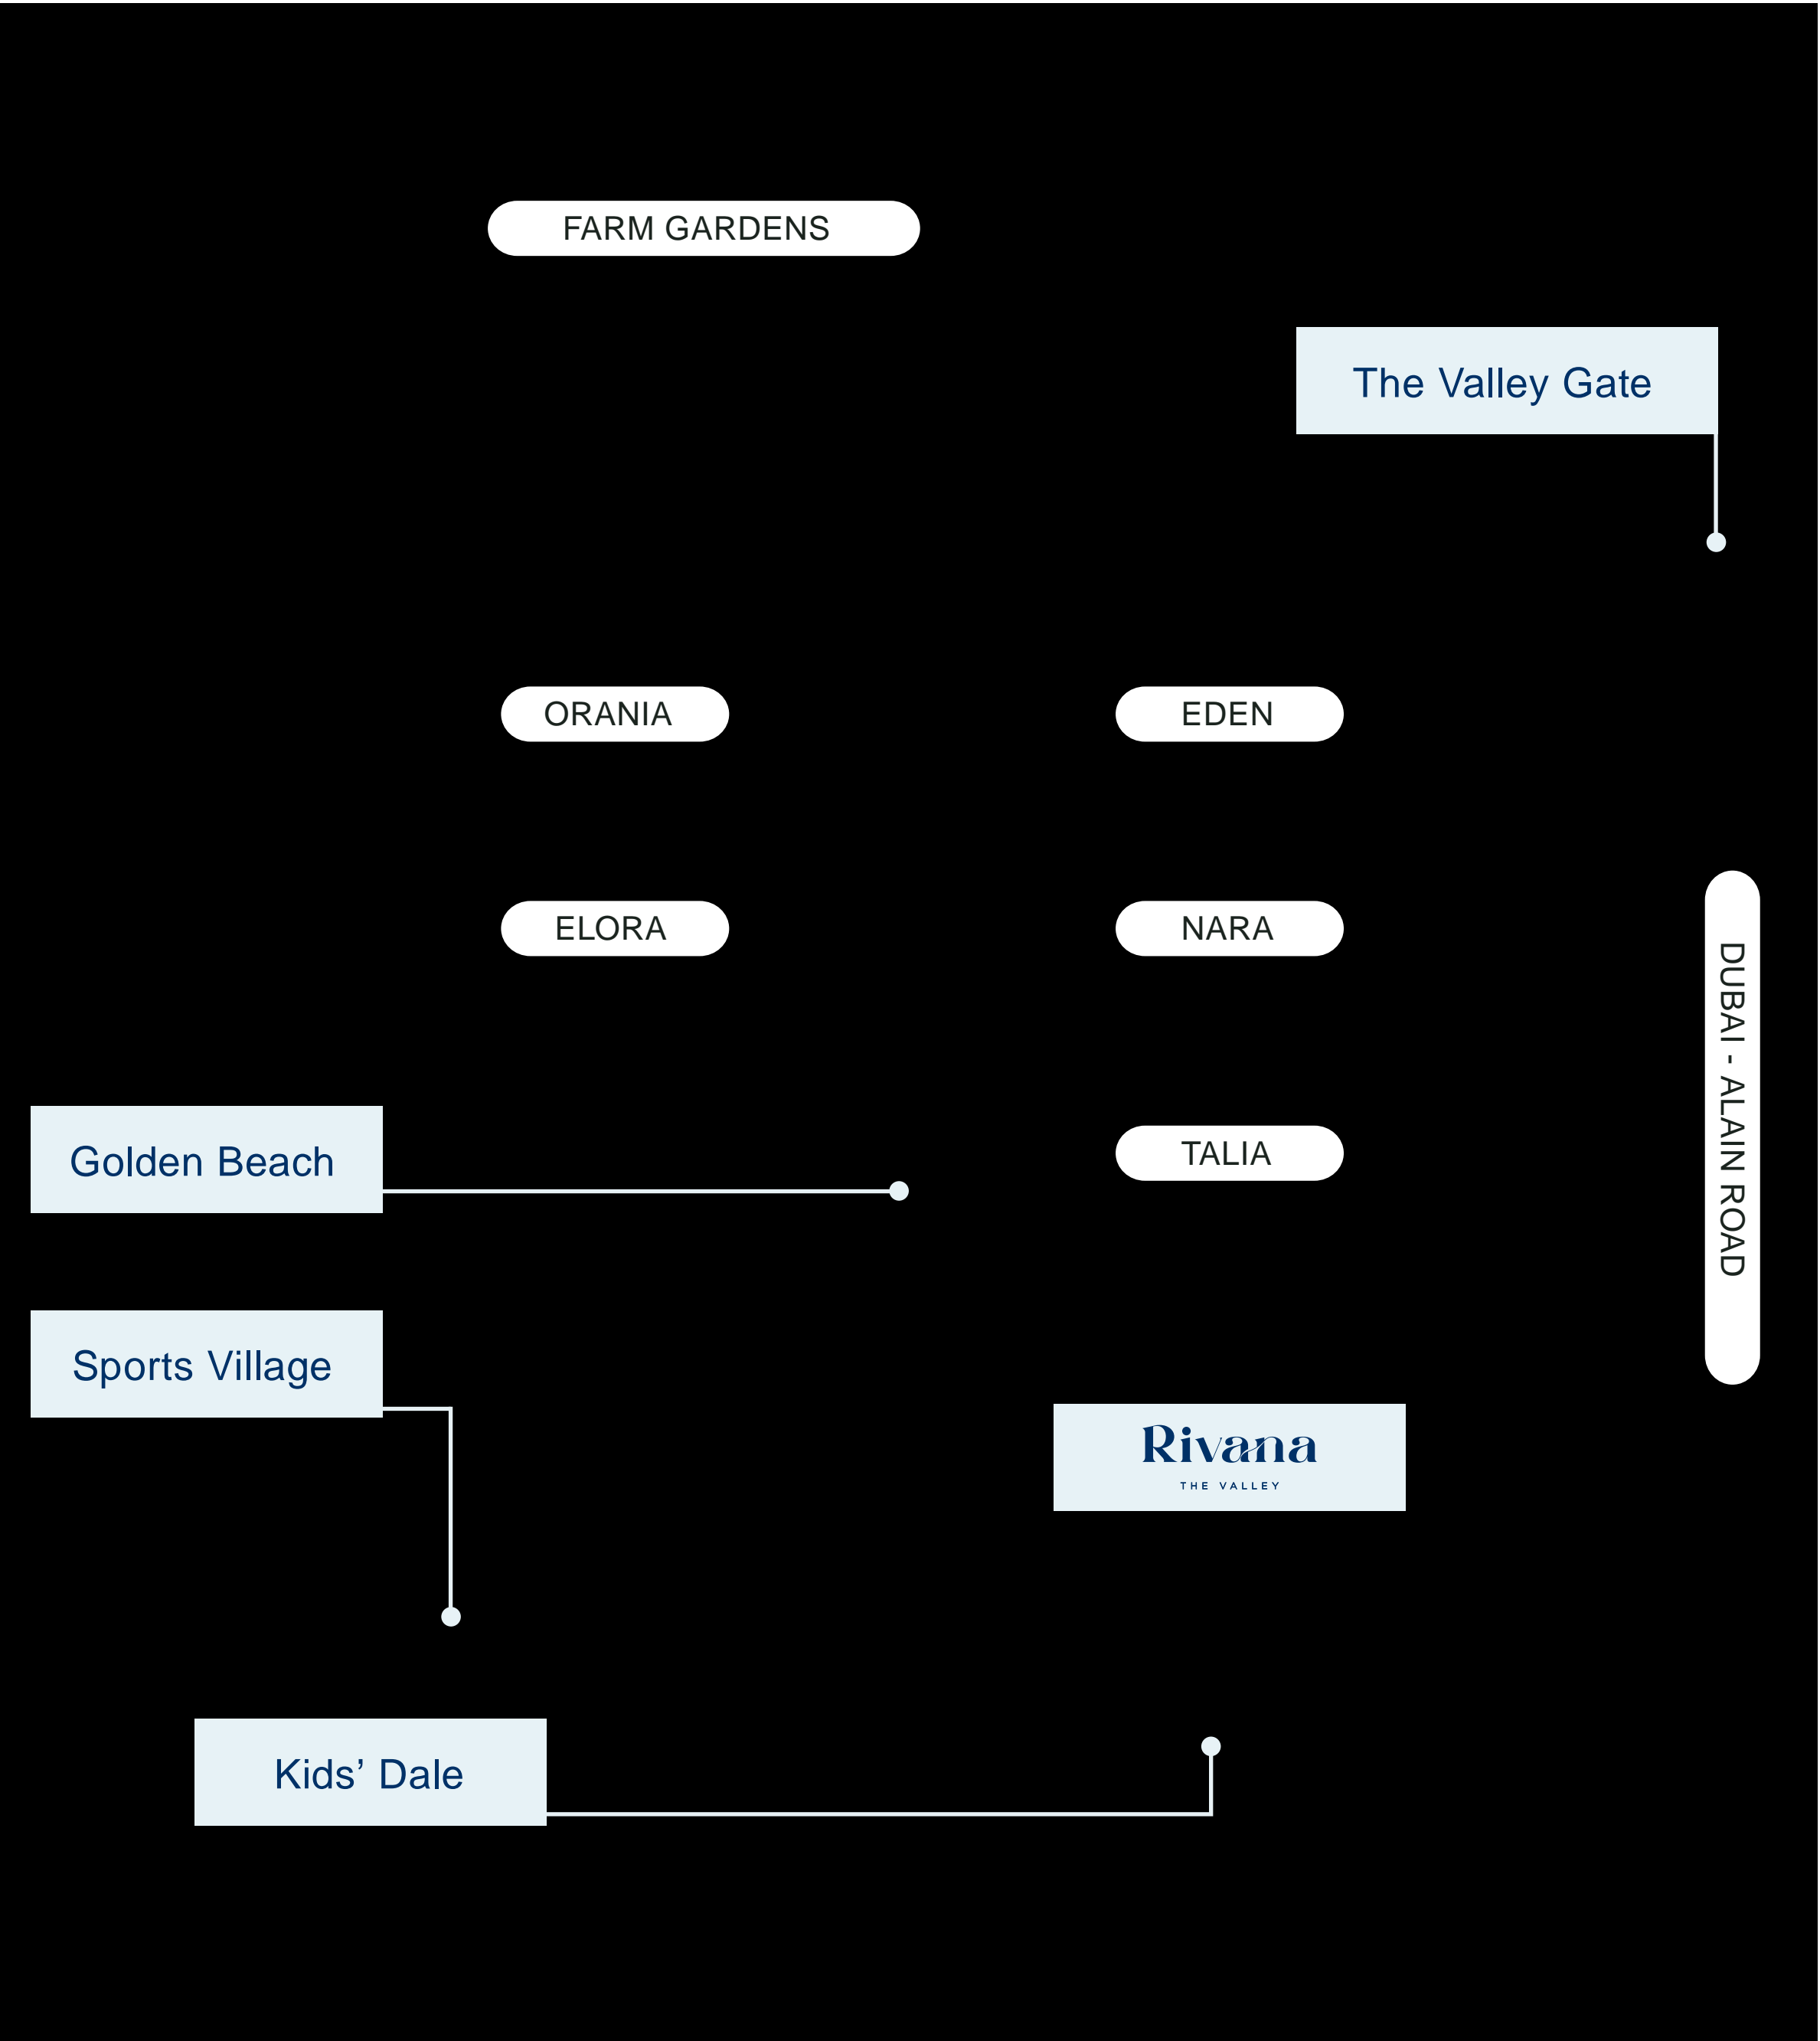 FARM GARDENS
The Valley Gate
ORANIA
EDEN
ELORA
NARA
DUBAI - ALAIN ROAD
Golden Beach
TALIA
Sports Village
Rivana
THE VALLEY
Kids’ Dale